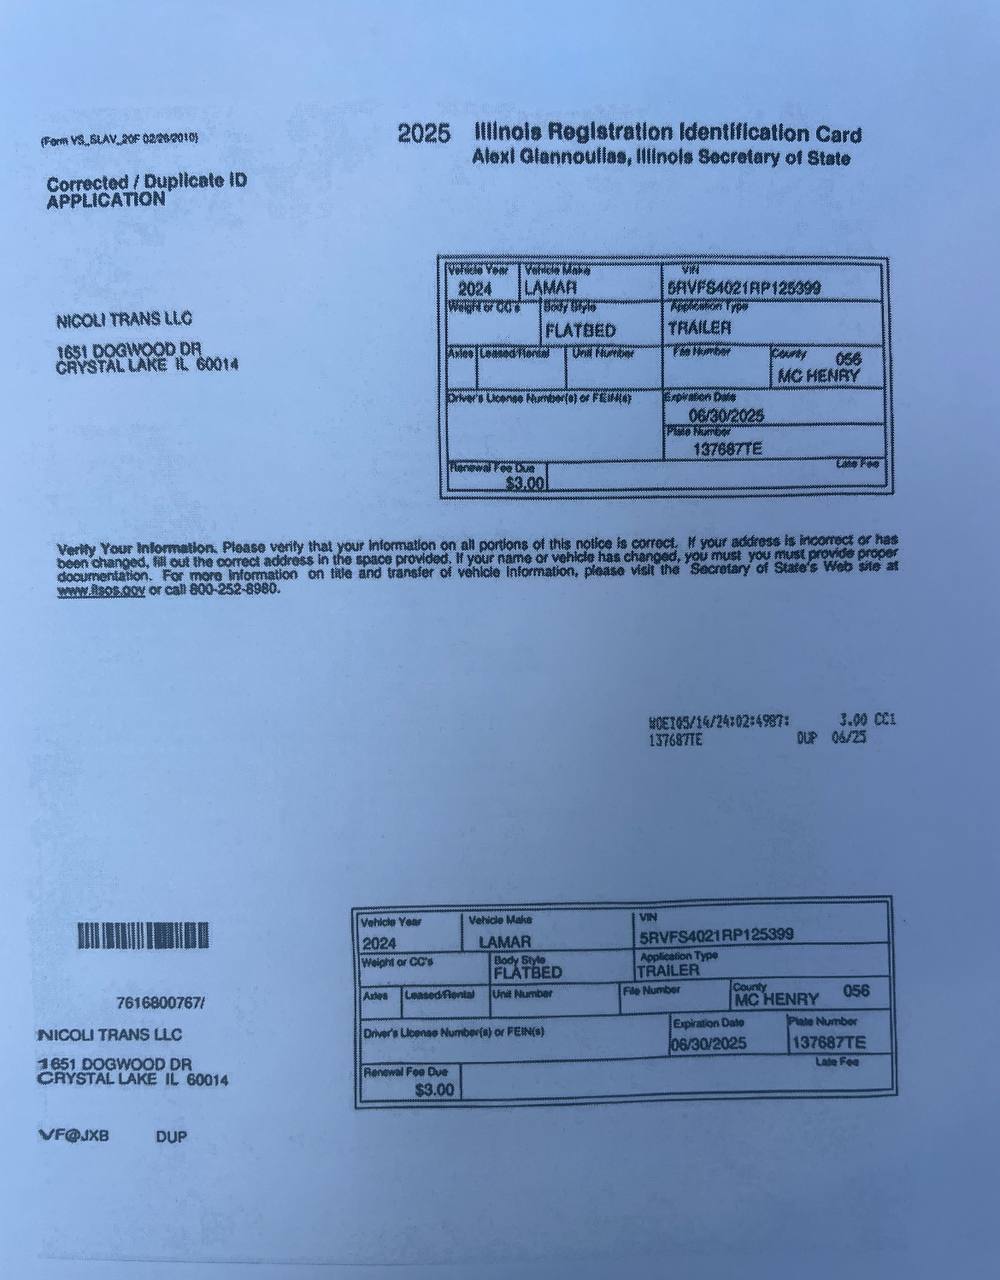 (Form VS_SLAV_20F 02/26/2010)
2025 Illinois Registration Identification Card
Alexi Giannoulias, Illinois Secretary of State
Corrected / Duplicate ID
APPLICATION
NICOLI TRANS LLC
1651 DOGWOOD DR
CRYSTAL LAKE IL 60014
Vehicle Year Vehicle Make VIN
2024 LAMAR 5RVFS4021RP125399
Weight or CC's Body Style Application Type
FLATBED TRAILER
Axles Leased/Rental Unit Number File Number County 056
MC HENRY
Driver's License Number(s) or FEIN(s) Expiration Date
06/30/2025
Plate Number
137687TE
Renewal Fee Due Late Fee
$3.00
Verify Your Information. Please verify that your information on all portions of this notice is correct. If your address is incorrect or has
been changed, fill out the correct address in the space provided. If your name or vehicle has changed, you must you must provide proper
documentation. For more information on title and transfer of vehicle information, please visit the Secretary of State's Web site at
www.ilsos.gov or call 800-252-8980.
3.00 CC1
137687TE DUP 06/25
Vehicle Year Vehicle Make VIN
2024 LAMAR 5RVFS4021RP125399
Weight or CC's Body Style Application Type
FLATBED TRAILER
Axles Leased/Rental Unit Number File Number County 056
MC HENRY
Driver's License Number(s) or FEIN(s) Expiration Date Plate Number
06/30/2025 137687TE
Renewal Fee Due Late Fee
$3.00
7616800767/
NICOLI TRANS LLC
1651 DOGWOOD DR
CRYSTAL LAKE IL 60014
VF@JXB DUP